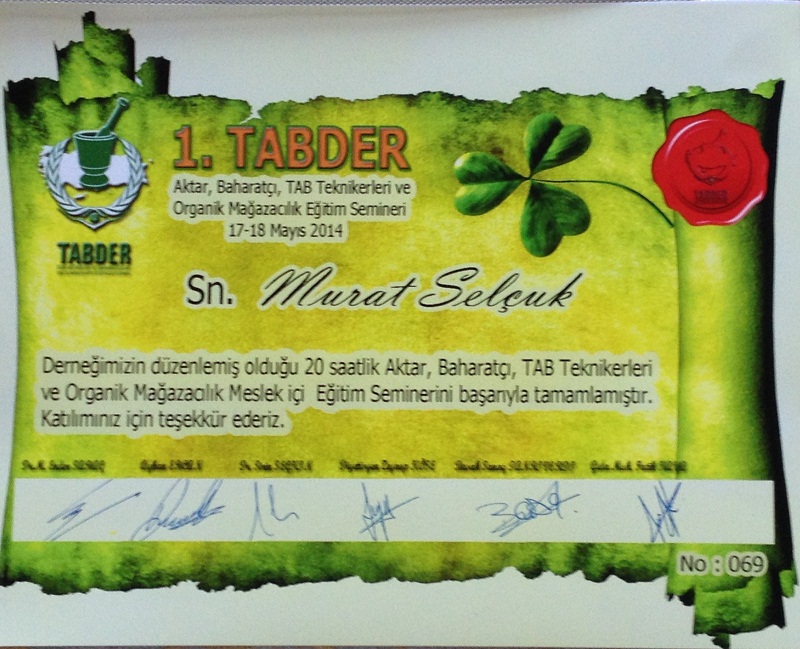 1. TABDER
Aktar, Baharatçı, TAB Teknikerleri ve
Organik Mağazacılık Eğitim Semineri
17-18 Mayıs 2014
TABDER
Sn. Murat Selçuk
Derneğimizin düzenlemiş olduğu 20 saatlik Aktar, Baharatçı, TAB Teknikerleri
ve Organik Mağazacılık Meslek içi Eğitim Seminerini başarıyla tamamlamıştır.
Katılımınız için teşekkür ederiz.
No : 069